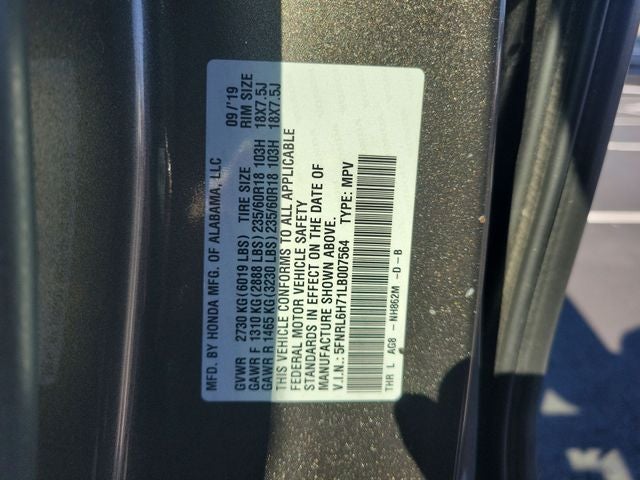 MFD. BY HONDA MFG. OF ALABAMA, LLC 09/'19
GVWR 2730 KG(6019 LBS) TIRE SIZE RIM SIZE
GAWR F 1310 KG(2888 LBS)235/60R18 103H 18X7.5J
GAWR R 1465 KG(3230 LBS)235/60R18 103H 18X7.5J
THIS VEHICLE CONFORMS TO ALL APPLICABLE
FEDERAL MOTOR VEHICLE SAFETY
STANDARDS IN EFFECT ON THE DATE OF
MANUFACTURE SHOWN ABOVE.
V.I.N.: 5FNRL6H71LB007564 TYPE: MPV
THR L AG8 - NH862M -D-B